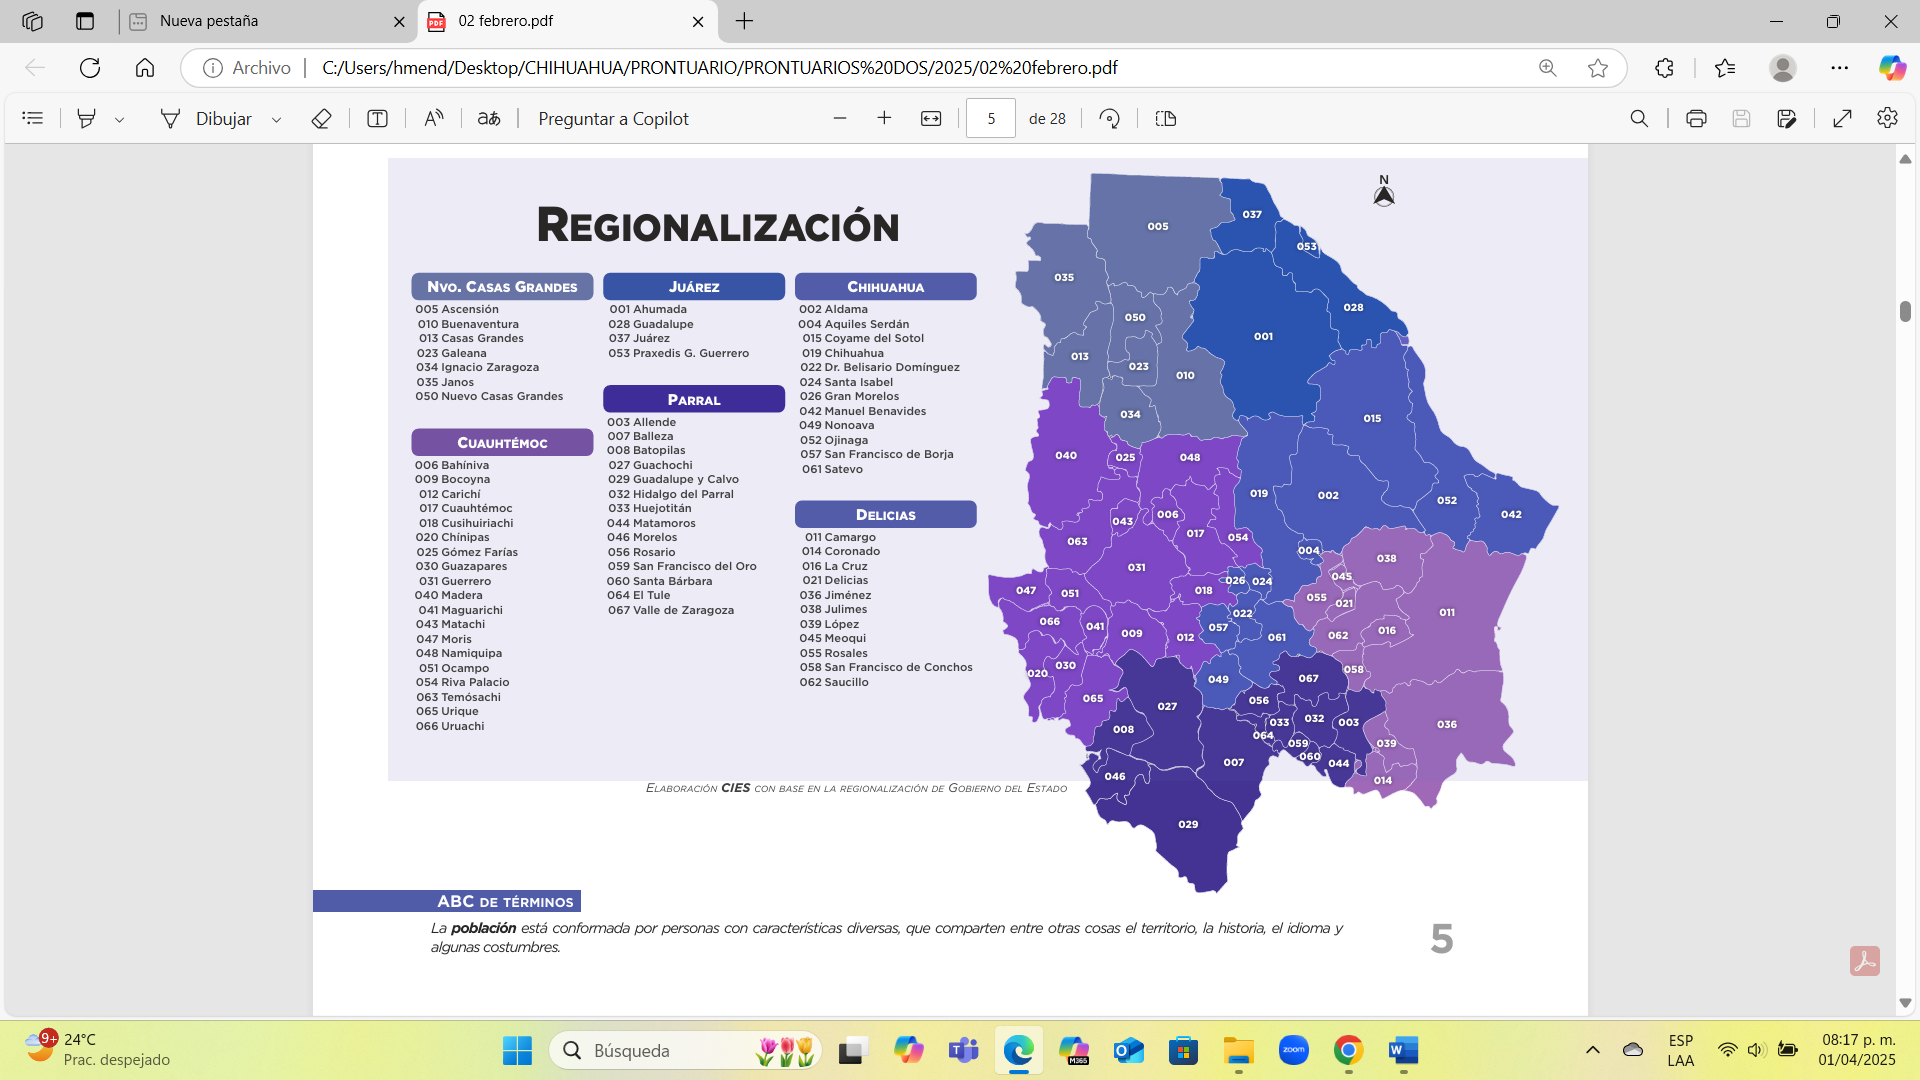 Nueva pestaña
02 febrero.pdf
Archivo
C:/Users/hmend/Desktop/CHIHUAHUA/PRONTUARIO/PRONTUARIOS%20DOS/2025/02%20febrero.pdf
Dibujar
Preguntar a Copilot
5 de 28
REGIONALIZACIÓN
NVO. CASAS GRANDES
005 Ascensión
010 Buenaventura
013 Casas Grandes
023 Galeana
034 Ignacio Zaragoza
035 Janos
050 Nuevo Casas Grandes
CUAUHTÉMOC
006 Bahíniva
009 Bocoyna
012 Carichí
017 Cuauhtémoc
018 Cusihuiriachi
020 Chínipas
025 Gómez Farías
030 Guazapares
031 Guerrero
040 Madera
041 Maguarichi
043 Matachi
047 Moris
048 Namiquipa
051 Ocampo
054 Riva Palacio
063 Temósachi
065 Urique
066 Uruachi
JUÁREZ
001 Ahumada
028 Guadalupe
037 Juárez
053 Praxedis G. Guerrero
PARRAL
003 Allende
007 Balleza
008 Batopilas
027 Guachochi
029 Guadalupe y Calvo
032 Hidalgo del Parral
033 Huejotitán
044 Matamoros
046 Morelos
056 Rosario
059 San Francisco del Oro
060 Santa Bárbara
064 El Tule
067 Valle de Zaragoza
CHIHUAHUA
002 Aldama
004 Aquiles Serdán
015 Coyame del Sotol
019 Chihuahua
022 Dr. Belisario Domínguez
024 Santa Isabel
026 Gran Morelos
042 Manuel Benavides
049 Nonoava
052 Ojinaga
057 San Francisco de Borja
061 Satevo
DELICIAS
011 Camargo
014 Coronado
016 La Cruz
021 Delicias
036 Jiménez
038 Julimes
039 López
045 Meoqui
055 Rosales
058 San Francisco de Conchos
062 Saucillo
N
037
005
053
035
028
050
001
013
023
010
034
015
040
025
048
019
002
052
042
043
006
017
054
063
004
038
031
045
026
024
047
051
018
055
021
011
066
041
009
012
057
022
061
062
016
020
030
049
067
058
065
027
056
008
033
032
003
036
064
059
039
046
007
060
044
014
029
ELABORACIÓN CIES CON BASE EN LA REGIONALIZACIÓN DE GOBIERNO DEL ESTADO
ABC DE TÉRMINOS
La población está conformada por personas con características diversas, que comparten entre otras cosas el territorio, la historia, el idioma y
algunas costumbres.
5
9+
24°C
Prac. despejado
Búsqueda
M365
zoom
ESP
LAA
08:17 p. m.
01/04/2025